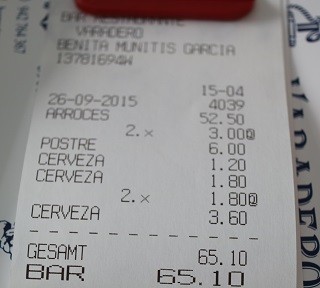 BAR RESTAURANTE
VARADERO
BENITA MUNITIS GARCIA
13781694W
15-04
26-09-2015 4039
ARROCES 52.50
2.x 3.00@
POSTRE 6.00
CERVEZA 1.20
CERVEZA 1.80
2.x 1.80@
CERVEZA 3.60
GESAMT 65.10
BAR 65.10
VARADERO